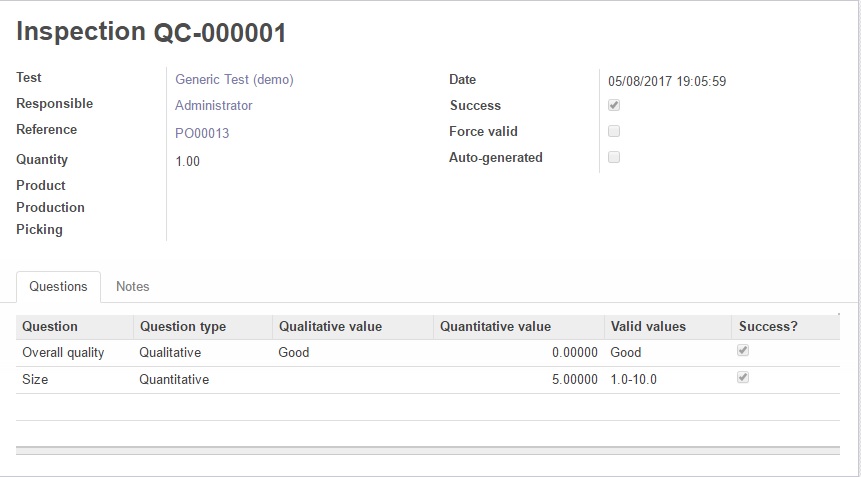 Inspection QC-000001
Test Generic Test (demo)
Responsible Administrator
Reference PO00013
Quantity 1.00
Product
Production
Picking
Date 05/08/2017 19:05:59
Success
Force valid
Auto-generated
Questions Notes
Question Question type Qualitative value Quantitative value Valid values Success?
Overall quality Qualitative Good 0.00000 Good
Size Quantitative 5.00000 1.0-10.0